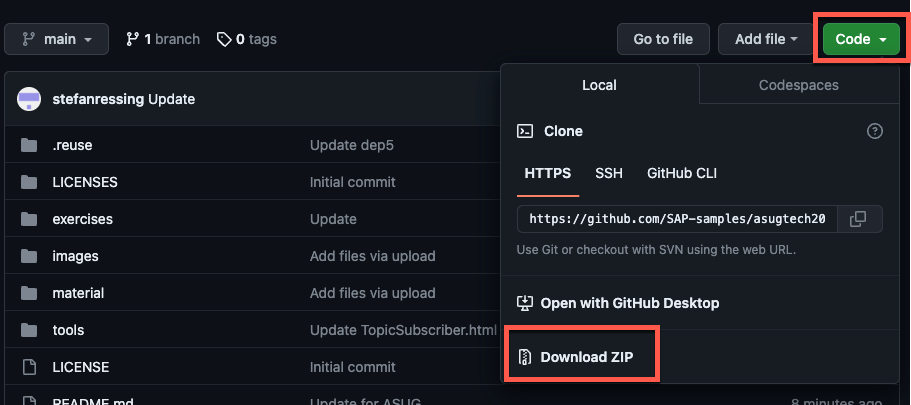 main 1 branch 0 tags Go to file Add file Code
Local Codespaces
stefanressing Update
Clone
.reuse Update dep5
HTTPS SSH GitHub CLI
LICENSES Initial commit
exercises Update
https://github.com/SAP-samples/asugtech20
Use Git or checkout with SVN using the web URL.
images Add files via upload
material Add files via upload
Open with GitHub Desktop
tools Update TopicSubscriber.html
Download ZIP
LICENSE Initial commit
README.md Update for ASUG 8 minutes ago